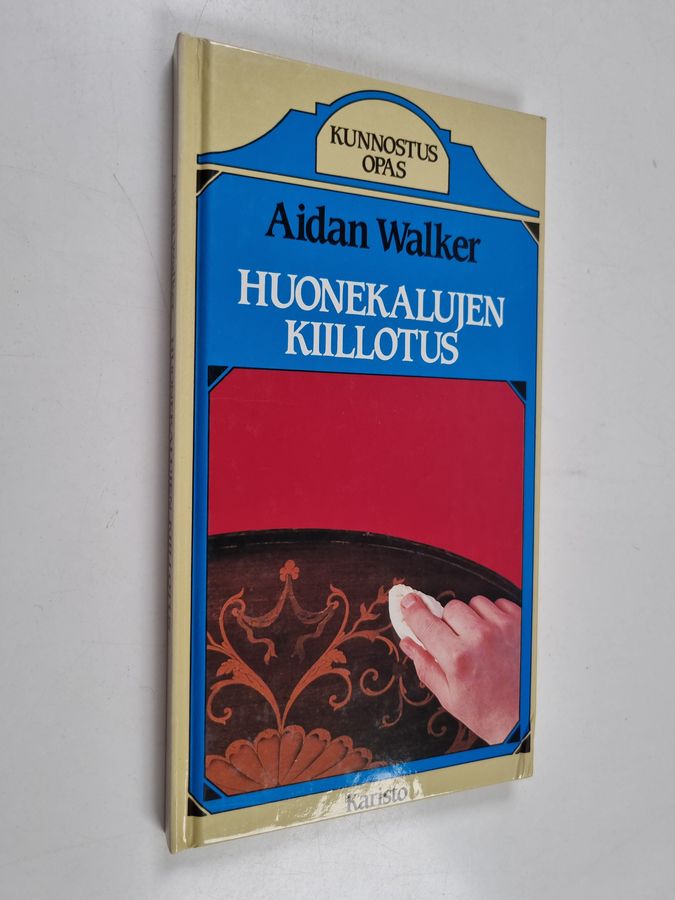 KUNNOSTUS
OPAS
Aidan Walker
HUONEKALUJEN
KIILLOTUS
Karisto